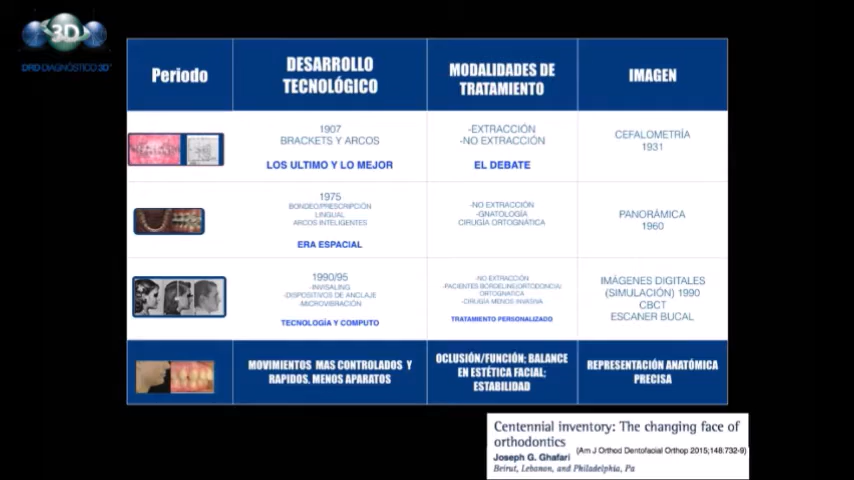 3D
DRD DIAGNÓSTICO 3D
Periodo
DESARROLLO
TECNOLÓGICO
MODALIDADES DE
TRATAMIENTO
IMAGEN
1907
BRACKETS Y ARCOS
LOS ULTIMO Y LO MEJOR
-EXTRACCIÓN
-NO EXTRACCIÓN
EL DEBATE
CEFALOMETRÍA
1931
1975
BONDEO/PRESCRIPCIÓN
LINGUAL
ARCOS INTELIGENTES
ERA ESPACIAL
-NO EXTRACCIÓN
-GNATOLOGÍA
CIRUGÍA ORTOGNÁTICA
PANORÁMICA
1960
1990/95
-INVISALING
-DISPOSITIVOS DE ANCLAJE
-MICROVIBRACIÓN
TECNOLOGÍA Y COMPUTO
-NO EXTRACCIÓN
-PACIENTES BORDELINE(ORTODONCIA/
ORTOGNATICA
-CIRUGÍA MENOS INVASIVA
TRATAMIENTO PERSONALIZADO
IMÁGENES DIGITALES
(SIMULACIÓN) 1990
CBCT
ESCANER BUCAL
MOVIMIENTOS MAS CONTROLADOS Y
RAPIDOS, MENOS APARATOS
OCLUSIÓN/FUNCIÓN; BALANCE
EN ESTÉTICA FACIAL;
ESTABILIDAD
REPRESENTACIÓN ANATÓMICA
PRECISA
Centennial inventory: The changing face of
orthodontics
(Am J Orthod Dentofacial Orthop 2015;148:732-9)
Joseph G. Ghafari
Beirut, Lebanon, and Philadelphia, Pa